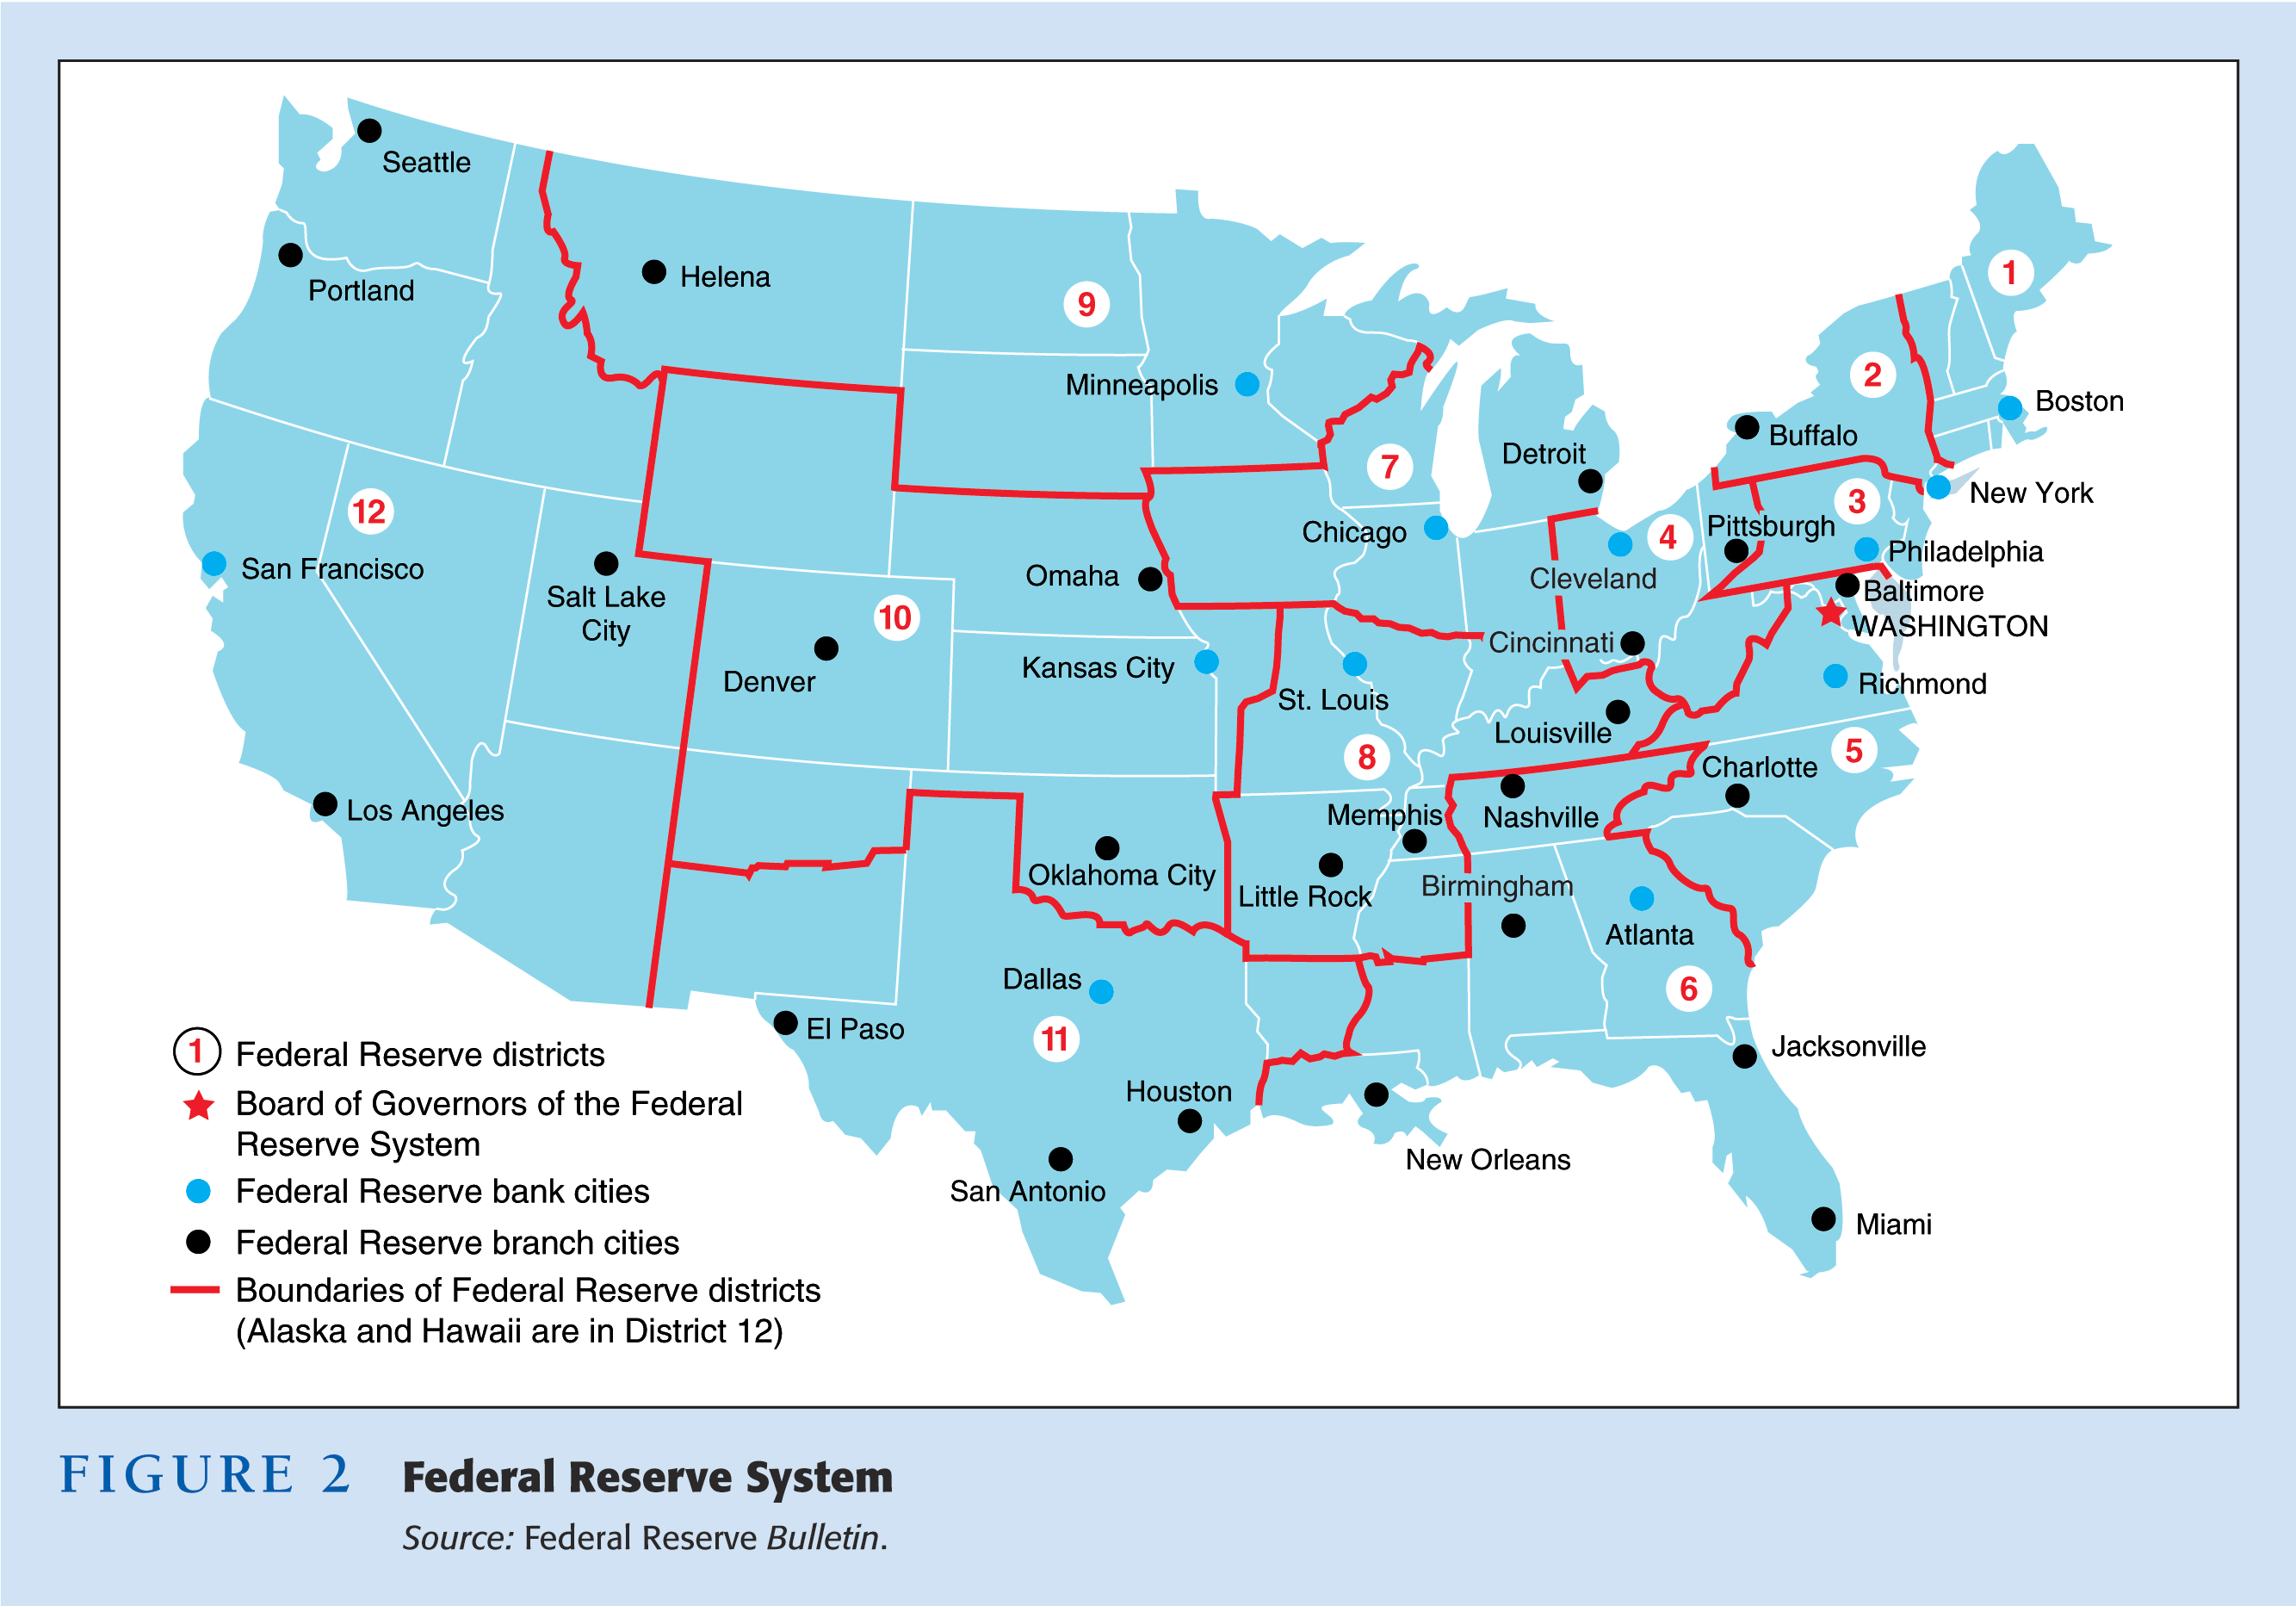 Seattle
Portland
Helena
9
1
Minneapolis
2
Boston
Buffalo
7
Detroit
12
New York
3
Chicago
4
Pittsburgh
San Francisco
Philadelphia
Omaha
Cleveland
Baltimore
Salt Lake
City
10
WASHINGTON
Cincinnati
Kansas City
Denver
Richmond
St. Louis
Louisville
8
5
Charlotte
Los Angeles
Memphis
Nashville
Oklahoma City
Little Rock
Birmingham
Atlanta
Dallas
6
El Paso
11
Jacksonville
Houston
New Orleans
San Antonio
Miami
1 Federal Reserve districts
Board of Governors of the Federal
Reserve System
Federal Reserve bank cities
Federal Reserve branch cities
Boundaries of Federal Reserve districts
(Alaska and Hawaii are in District 12)
FIGURE 2 Federal Reserve System
Source: Federal Reserve Bulletin.